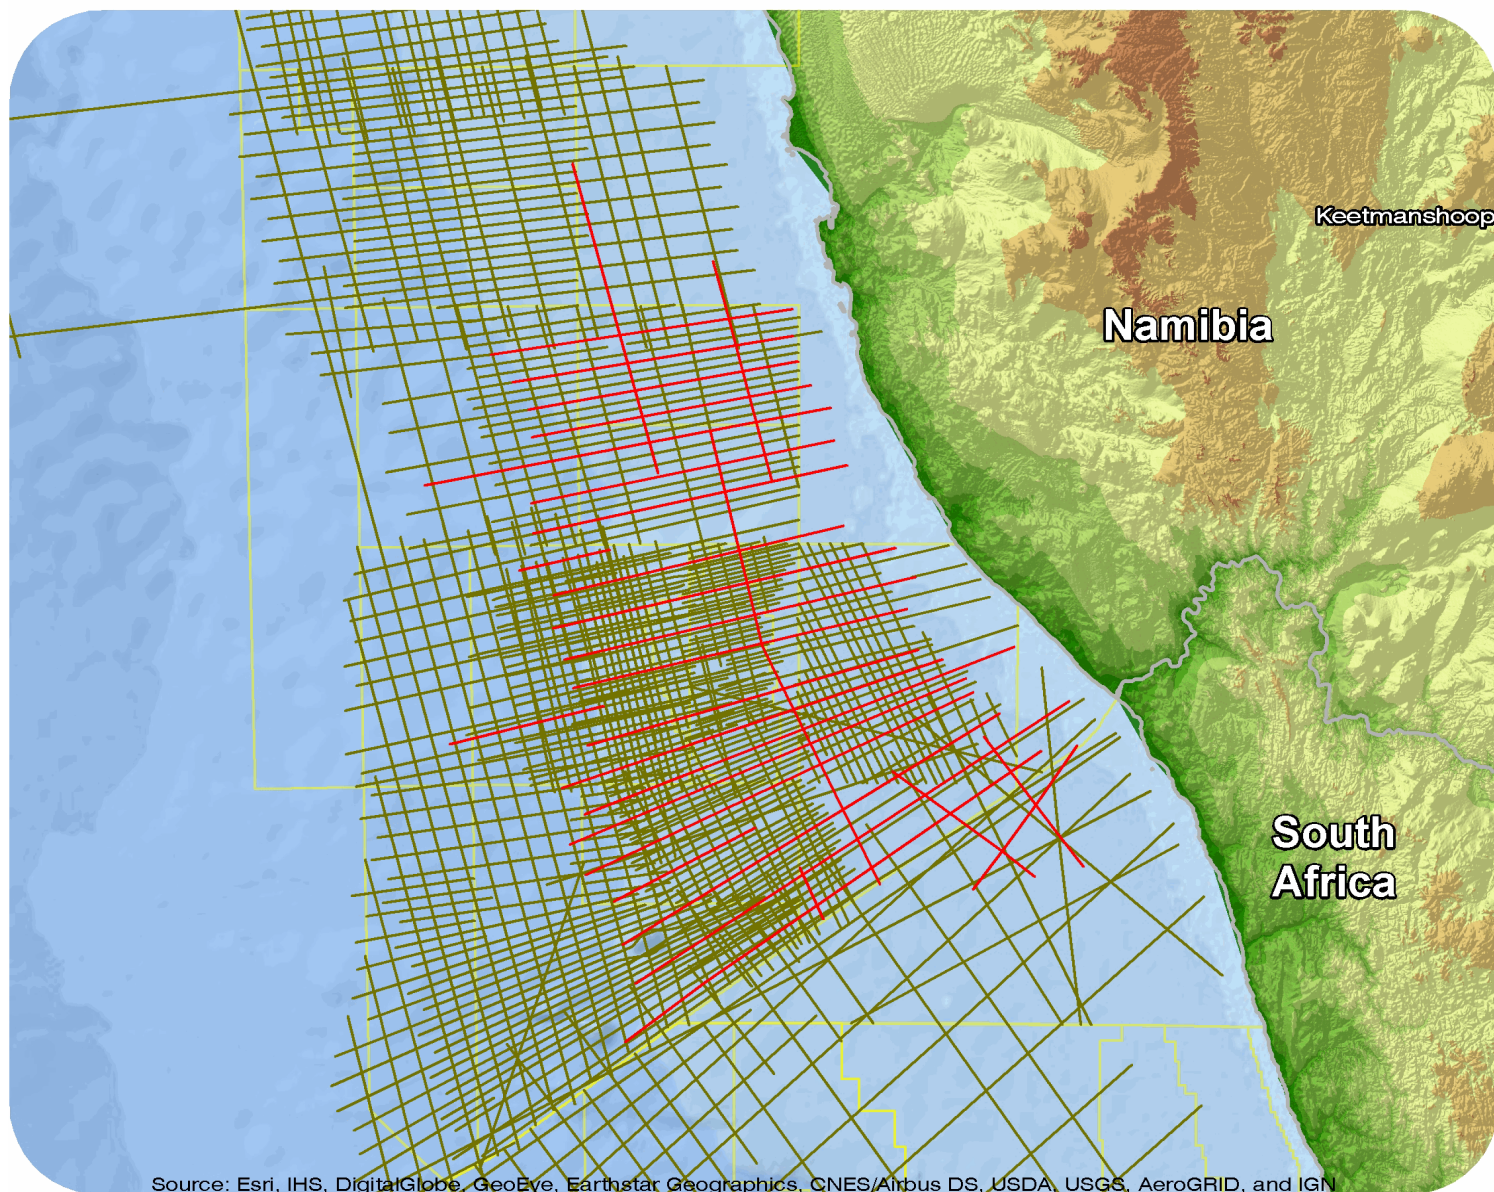 Keetmanshoop
Namibia
South
Africa
Source: Esri, IHS, DigitalGlobe, GeoEye, Earthstar Geographics, CNES/Airbus DS, USDA, USGS, AeroGRID, and IGN